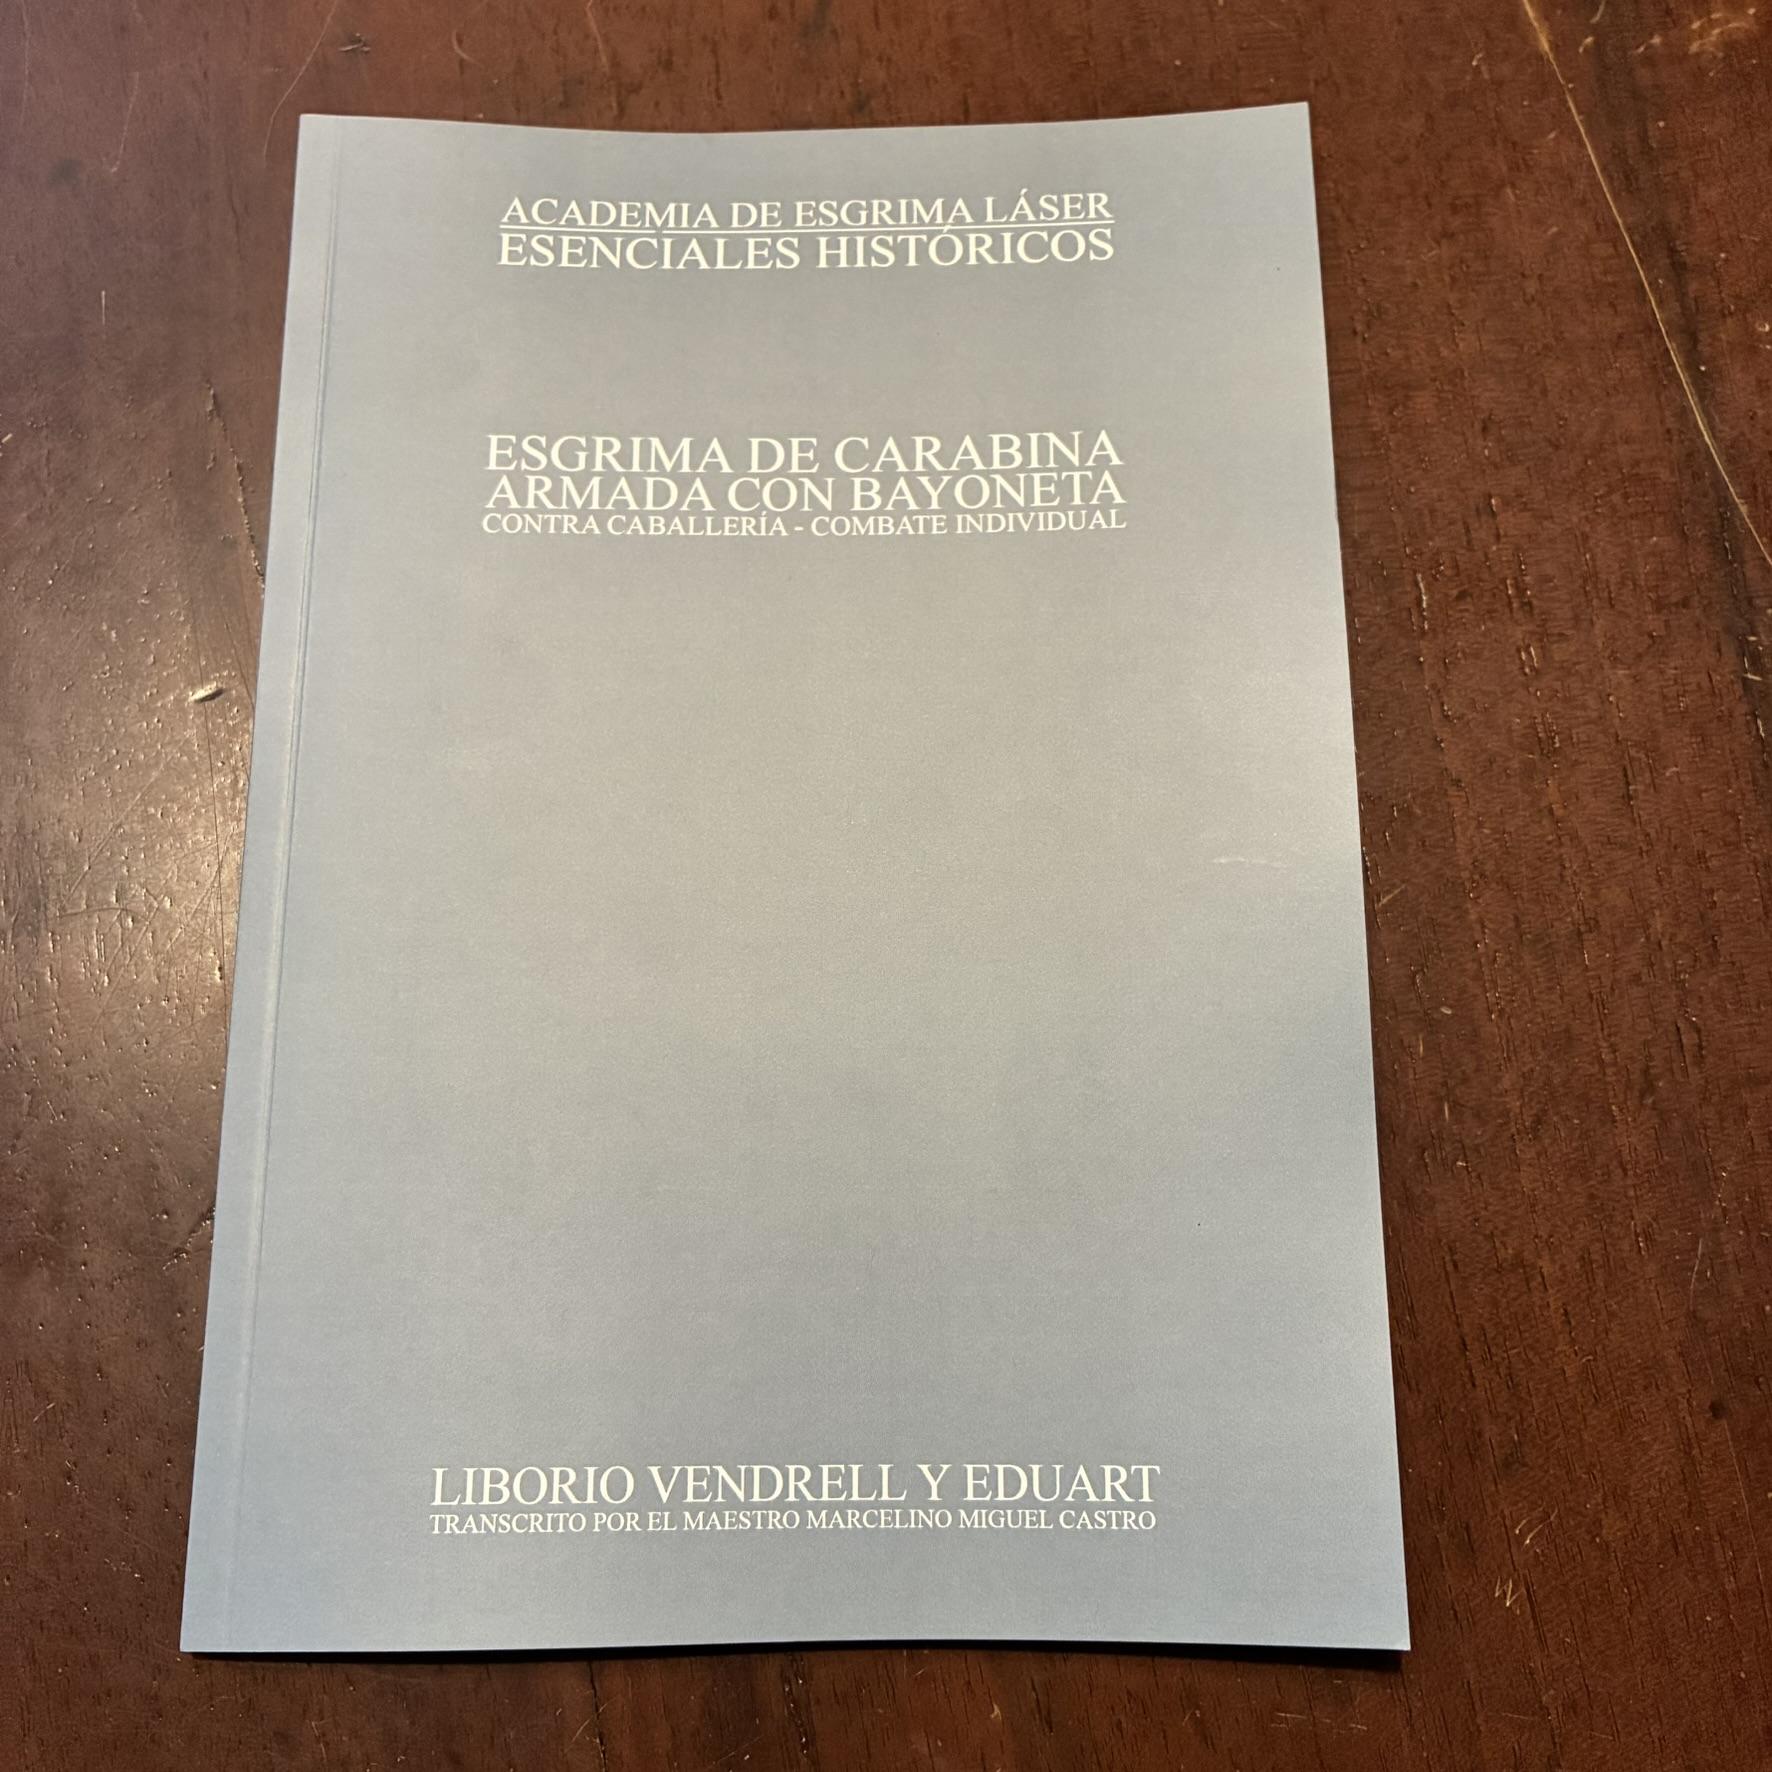 ACADEMIA DE ESGRIMA LÁSER
ESENCIALES HISTÓRICOS
ESGRIMA DE CARABINA
ARMADA CON BAYONETA
CONTRA CABALLERÍA - COMBATE INDIVIDUAL
LIBORIO VENDRELL Y EDUART
TRANSCRITO POR EL MAESTRO MARCELINO MIGUEL CASTRO